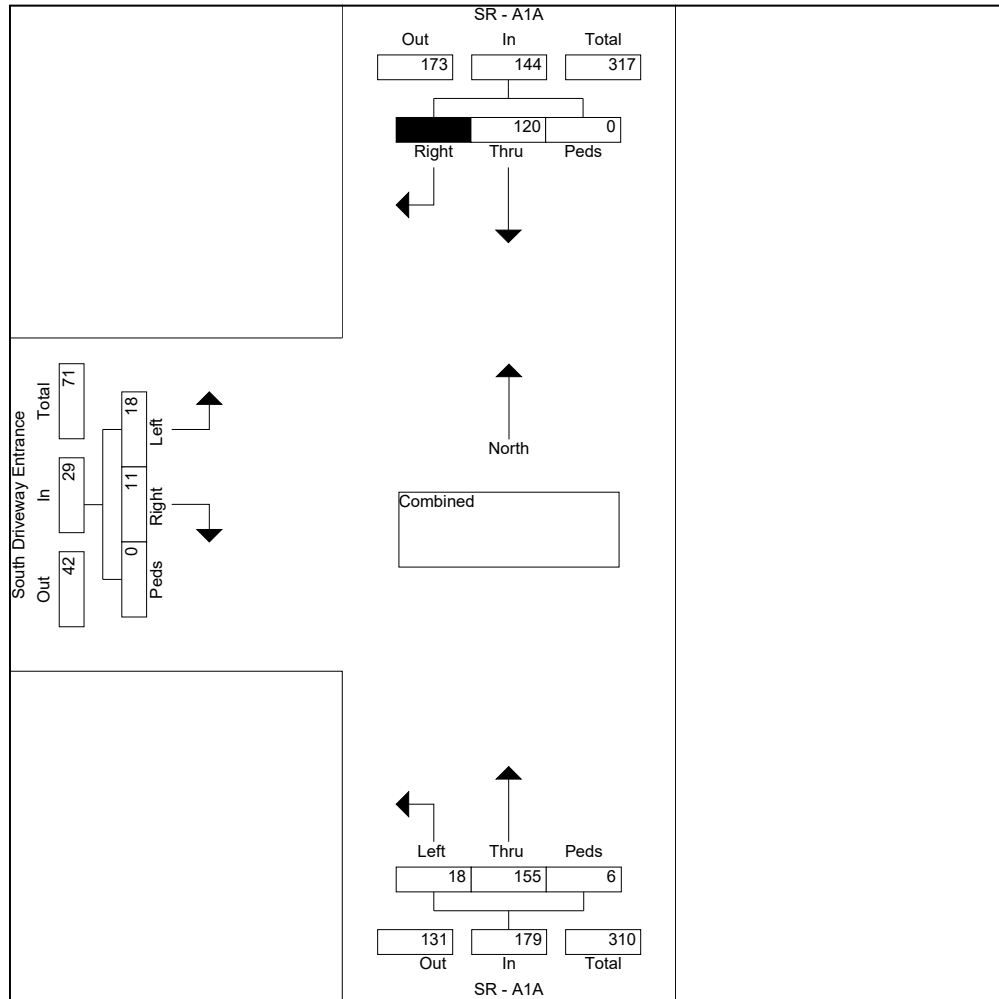 SR - A1A
Out In Total
173 144 317
120 0
Right Thru Peds
South Driveway Entrance
Out In Total
42 29 71
0 11 18
Peds Right Left
North
Combined
Left Thru Peds
18 155 6
131 179 310
Out In Total
SR - A1A